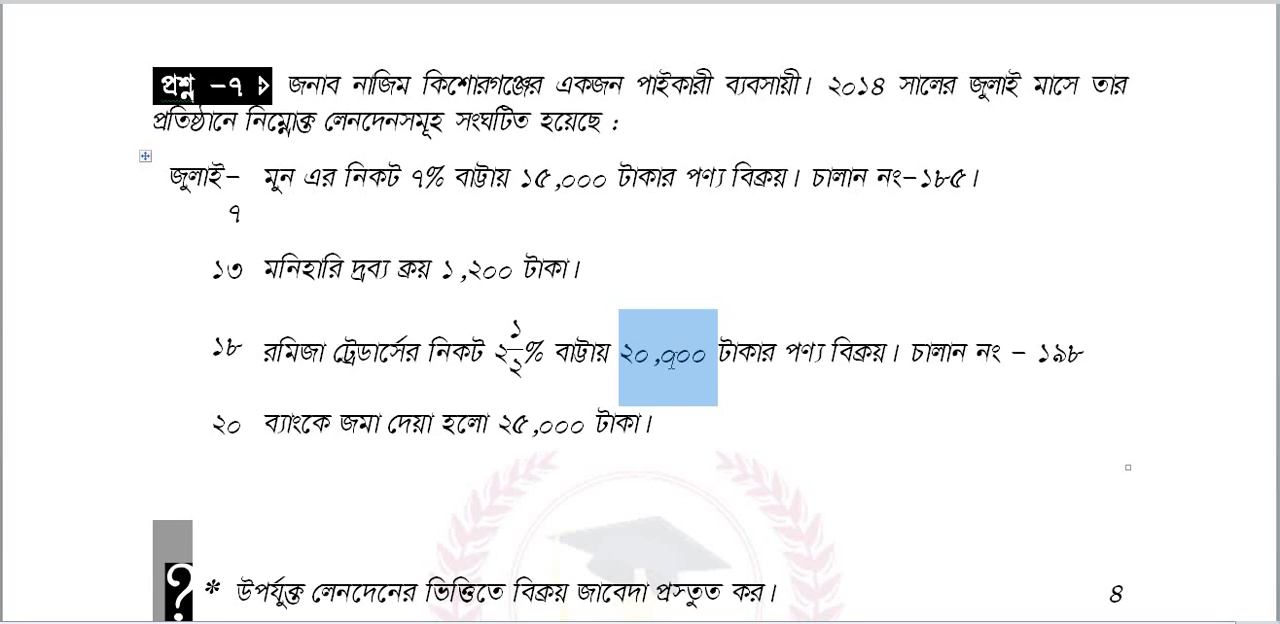 প্রশ্ন –৭ জনাব নাজিম কিশোরগঞ্জের একজন পাইকারী ব্যবসায়ী। ২০১৪ সালের জুলাই মাসে তার
প্রতিষ্ঠানে নিম্নোক্ত লেনদেনসমূহ সংঘটিত হয়েছে :
জুলাই– মুন এর নিকট ৭% বাট্টায় ১৫,০০০ টাকার পণ্য বিক্রয়। চালান নং–১৮৫।
৭
১৩ মনিহারি দ্রব্য ক্রয় ১,২০০ টাকা।
১৮ রমিজা ট্রেডার্সের নিকট ২ ১/২% বাট্টায় ২০,০০০ টাকার পণ্য বিক্রয়। চালান নং – ১৯৮
২০ ব্যাংকে জমা দেয়া হলো ২৫,০০০ টাকা।
? * উপর্যুক্ত লেনদেনের ভিত্তিতে বিক্রয় জাবেদা প্রস্তুত কর। ৪